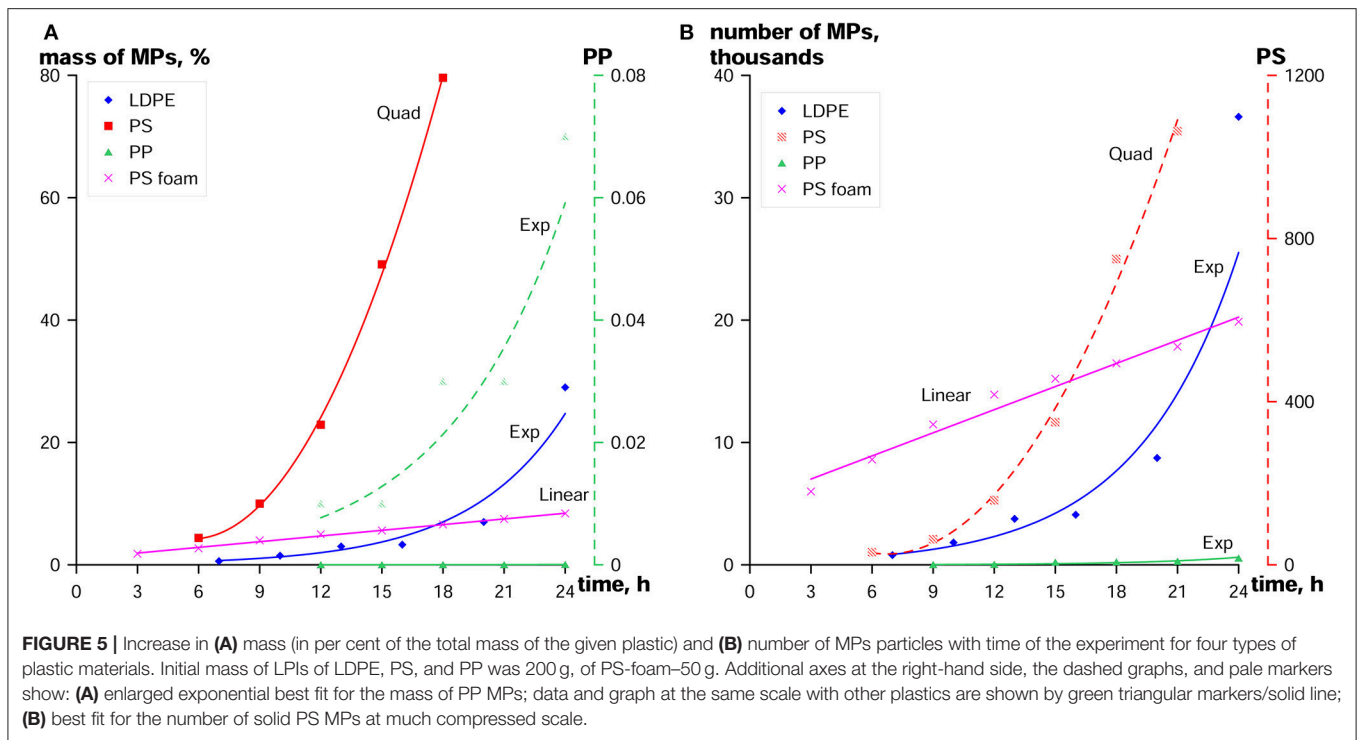 A
mass of MPs, %
PP
80
60
40
20
0
0.08
0.06
0.04
0.02
0
LDPE
PS
PP
PS foam
Quad
Exp
Exp
Linear
0
3
6
9
12
15
18
21
24
time, h
B
number of MPs,
thousands
PS
40
30
20
10
0
1200
800
400
0
LDPE
PS
PP
PS foam
Quad
Exp
Linear
Exp
0
3
6
9
12
15
18
21
24
time, h
FIGURE 5 | Increase in (A) mass (in per cent of the total mass of the given plastic) and (B) number of MPs particles with time of the experiment for four types of
plastic materials. Initial mass of LPIs of LDPE, PS, and PP was 200 g, of PS-foam–50 g. Additional axes at the right-hand side, the dashed graphs, and pale markers
show: (A) enlarged exponential best fit for the mass of PP MPs; data and graph at the same scale with other plastics are shown by green triangular markers/solid line;
(B) best fit for the number of solid PS MPs at much compressed scale.